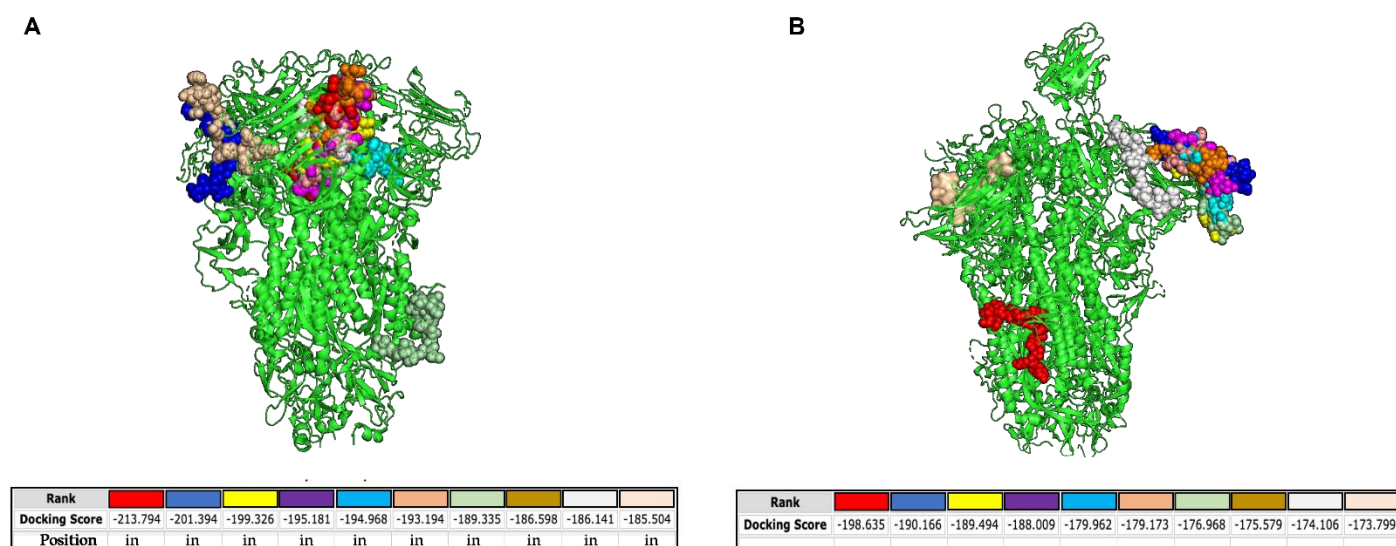 A
B
Rank
Docking Score -213.794 -201.394 -199.326 -195.181 -194.968 -193.194 -189.335 -186.598 -186.141 -185.504
Position in in in in in in in in in in
Rank
Docking Score -198.635 -190.166 -189.494 -188.009 -179.962 -179.173 -176.968 -175.579 -174.106 -173.799